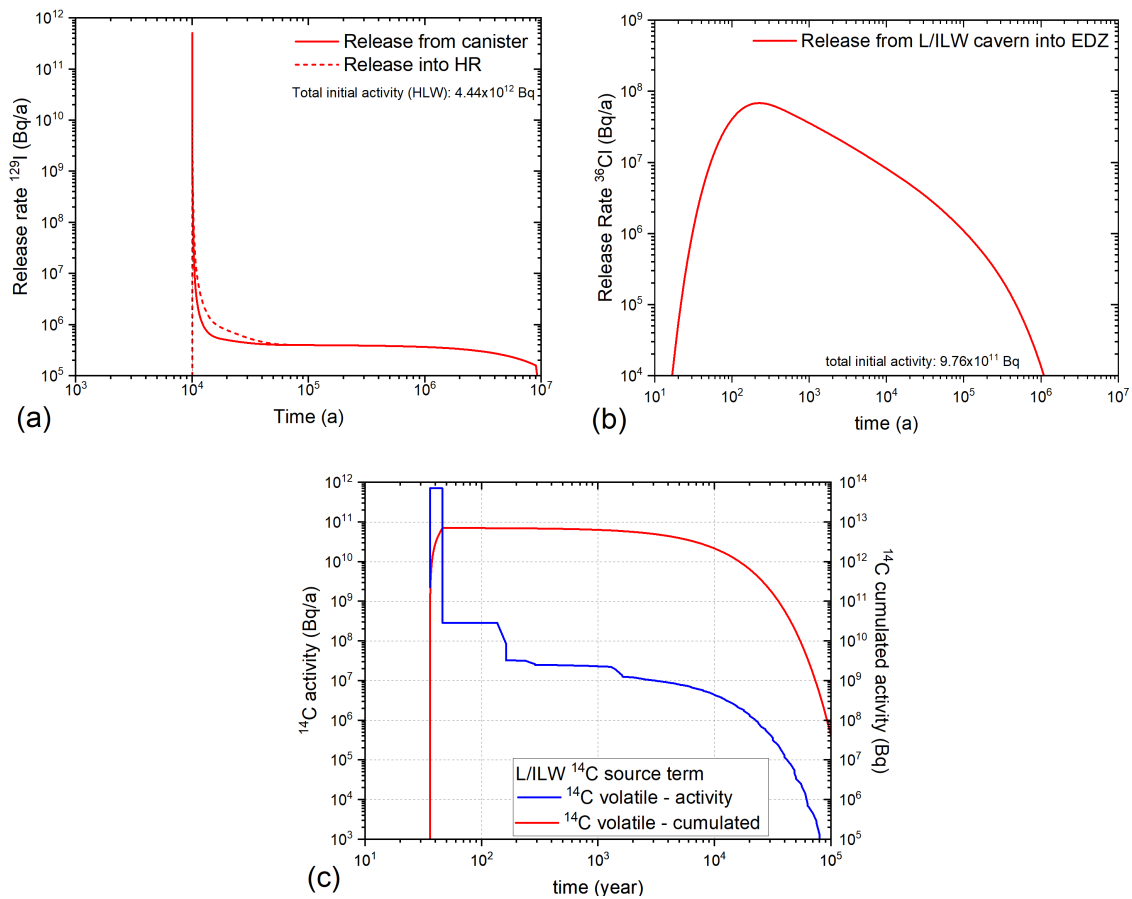 Release rate ¹²⁹I (Bq/a)
10¹²
10¹¹
10¹⁰
10⁹
10⁸
10⁷
10⁶
10⁵
Release from canister
Release into HR
Total initial activity (HLW): 4.44x10¹² Bq
10³
10⁴
10⁵
10⁶
10⁷
Time (a)
(a)
Release Rate ³⁶Cl (Bq/a)
10⁹
10⁸
10⁷
10⁶
10⁵
10⁴
Release from L/ILW cavern into EDZ
total initial activity: 9.76x10¹¹ Bq
10¹
10²
10³
10⁴
10⁵
10⁶
10⁷
time (a)
(b)
¹⁴C activity (Bq/a)
10¹²
10¹¹
10¹⁰
10⁹
10⁸
10⁷
10⁶
10⁵
10⁴
10³
L/ILW ¹⁴C source term
¹⁴C volatile - activity
¹⁴C volatile - cumulated
10¹⁴
10¹³
10¹²
10¹¹
10¹⁰
10⁹
10⁸
10⁷
10⁶
10⁵
¹⁴C cumulated activity (Bq)
10¹
10²
10³
10⁴
10⁵
time (year)
(c)